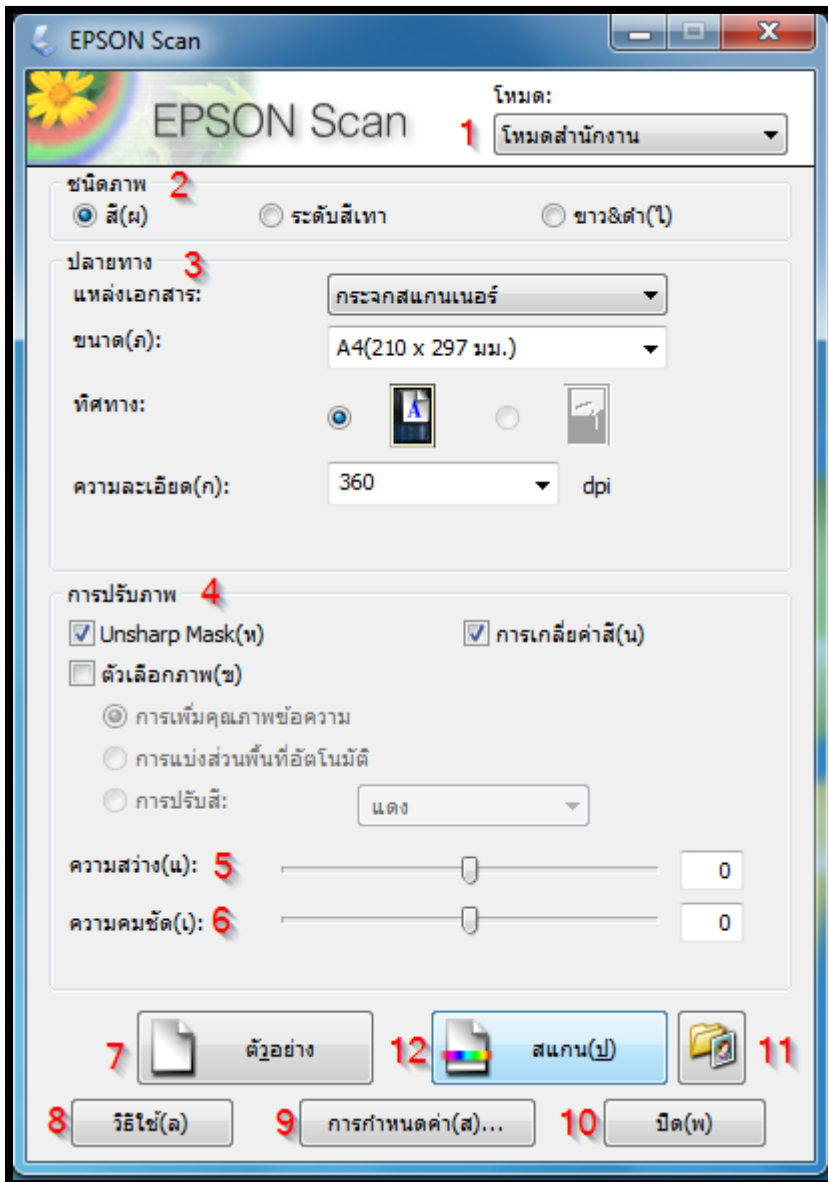 EPSON Scan
EPSON Scan
โหมด:
1 โหมดสำนักงาน
ชนิดภาพ 2
สี(ผ) ระดับสีเทา ขาว&ดำ(ไ)
ปลายทาง 3
แหล่งเอกสาร: กระจกสแกนเนอร์
ขนาด(ภ): A4(210 x 297 มม.)
ทิศทาง: A
ความละเอียด(ก): 360 dpi
การปรับภาพ 4
Unsharp Mask(ห) การเกลี่ยค่าสี(น)
ตัวเลือกภาพ(ข)
การเพิ่มคุณภาพข้อความ
การแบ่งส่วนพื้นที่อัตโนมัติ
การปรับสี: แดง
ความสว่าง(แ): 5 0
ความคมชัด(เ): 6 0
7 ตัวอย่าง 12 สแกน(ป) 11
8 วิธีใช้(ล) 9 การกำหนดค่า(ส)... 10 ปิด(พ)